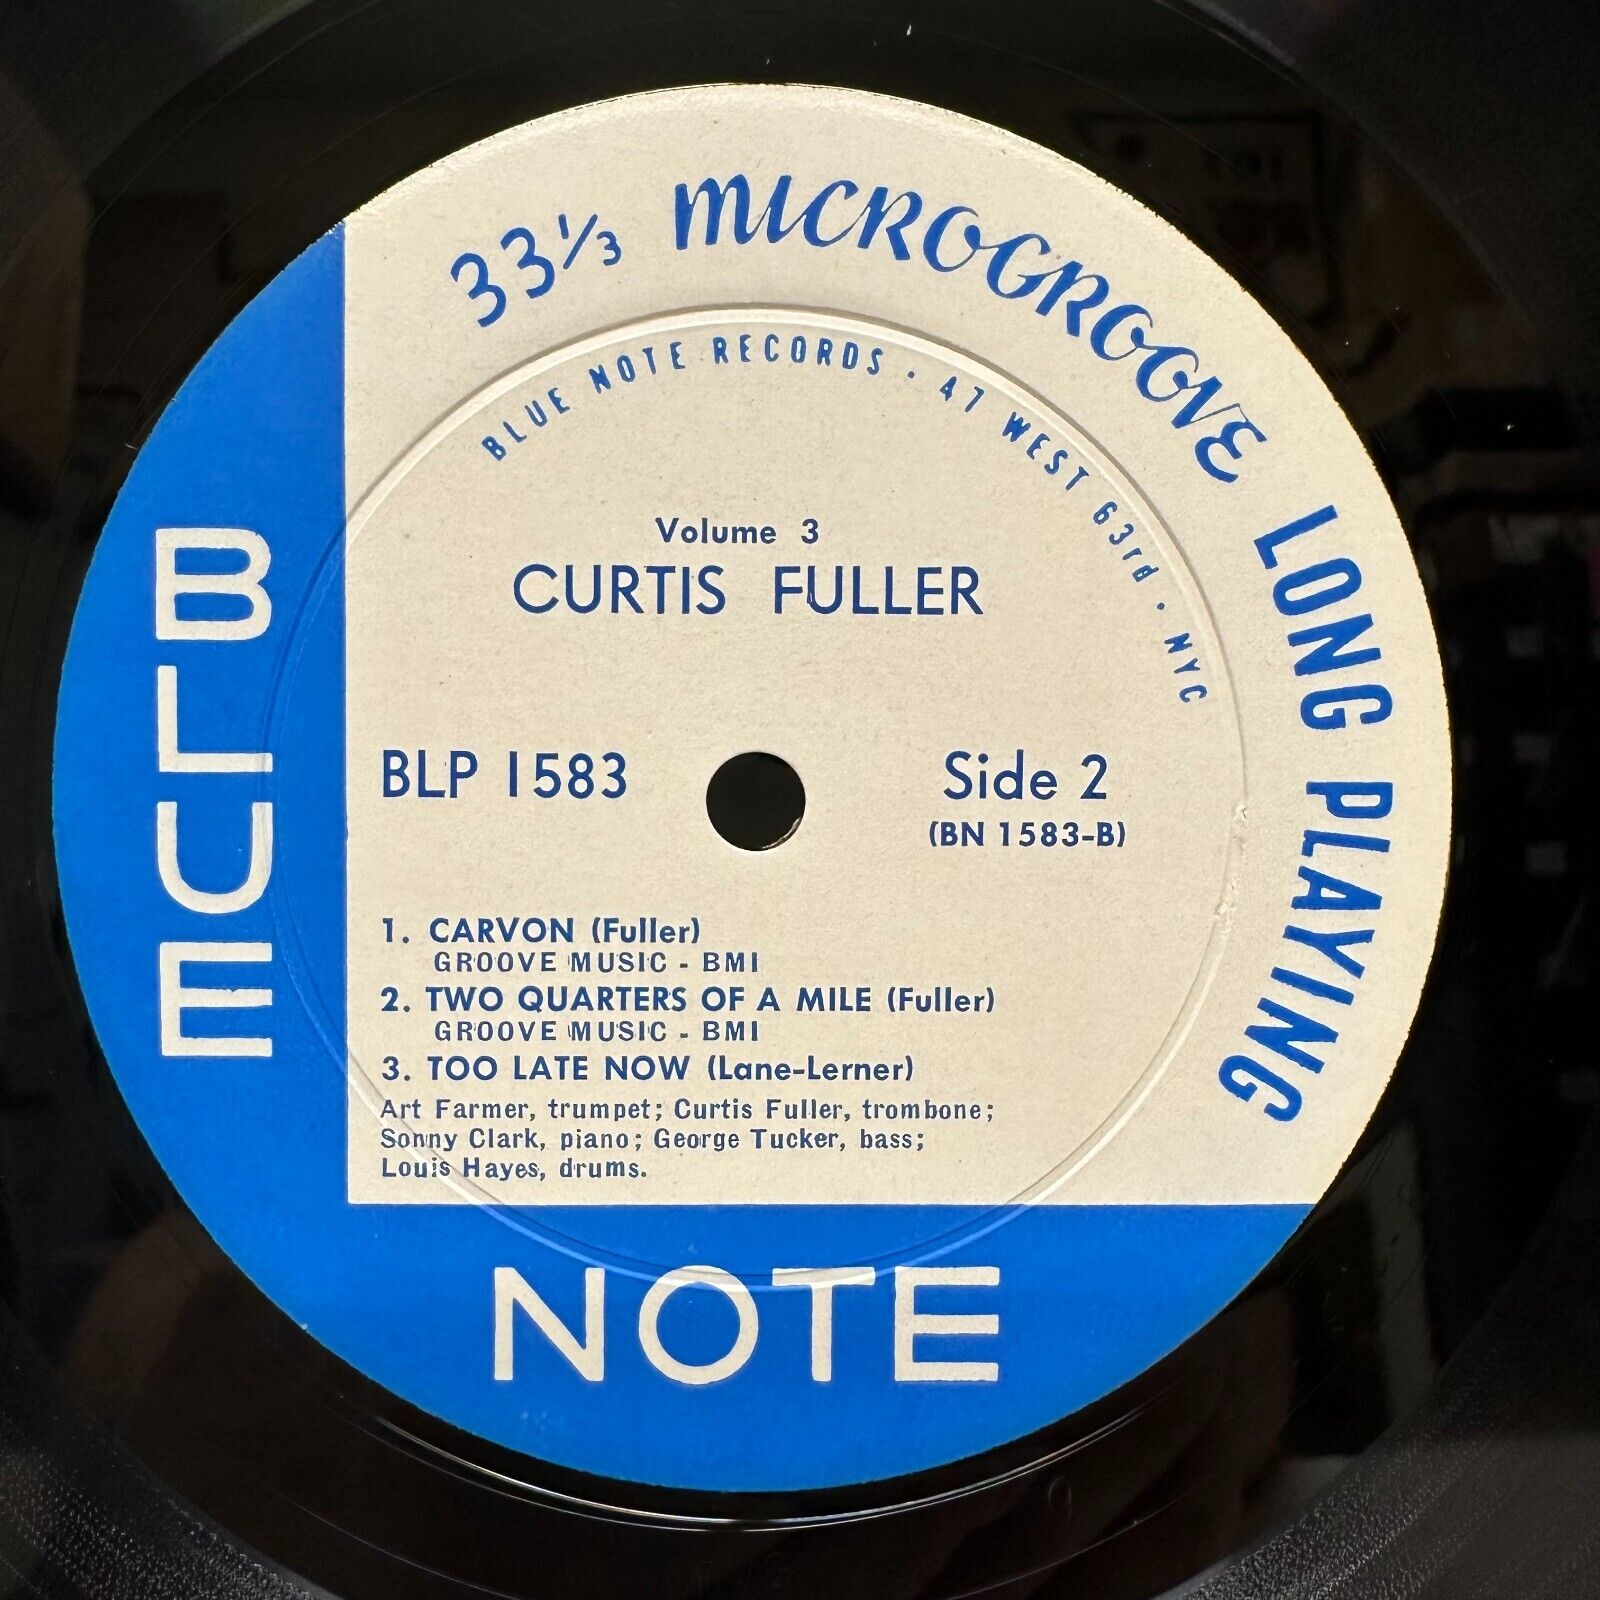 33⅓ MICROGROOVE LONG PLAYING
BLUE NOTE RECORDS · 47 WEST 63rd · NYC
Volume 3
CURTIS FULLER
BLP 1583
Side 2
(BN 1583-B)
1. CARVON (Fuller)
GROOVE MUSIC - BMI
2. TWO QUARTERS OF A MILE (Fuller)
GROOVE MUSIC - BMI
3. TOO LATE NOW (Lane-Lerner)
Art Farmer, trumpet; Curtis Fuller, trombone;
Sonny Clark, piano; George Tucker, bass;
Louis Hayes, drums.
BLUE
NOTE